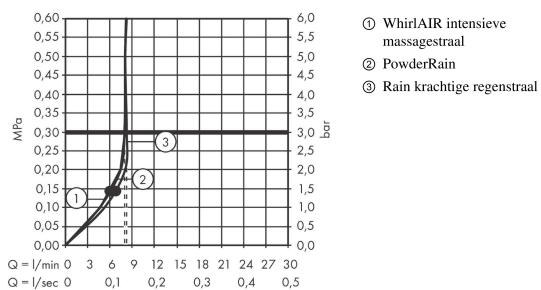 0,60 6,0
0,55 5,5
0,50 5,0
0,45 4,5
0,40 4,0
0,35 3,5
0,30 3,0
0,25 2,5
0,20 2,0
0,15 1,5
0,10 1,0
0,05 0,5
0,00 0,0
MPa
bar
1
2
3
Q = l/min 0 3 6 9 12 15 18 21 24 27 30
Q = l/sec 0 0,1 0,2 0,3 0,4 0,5
① WhirlAIR intensieve
massagestraal
② PowderRain
③ Rain krachtige regenstraal